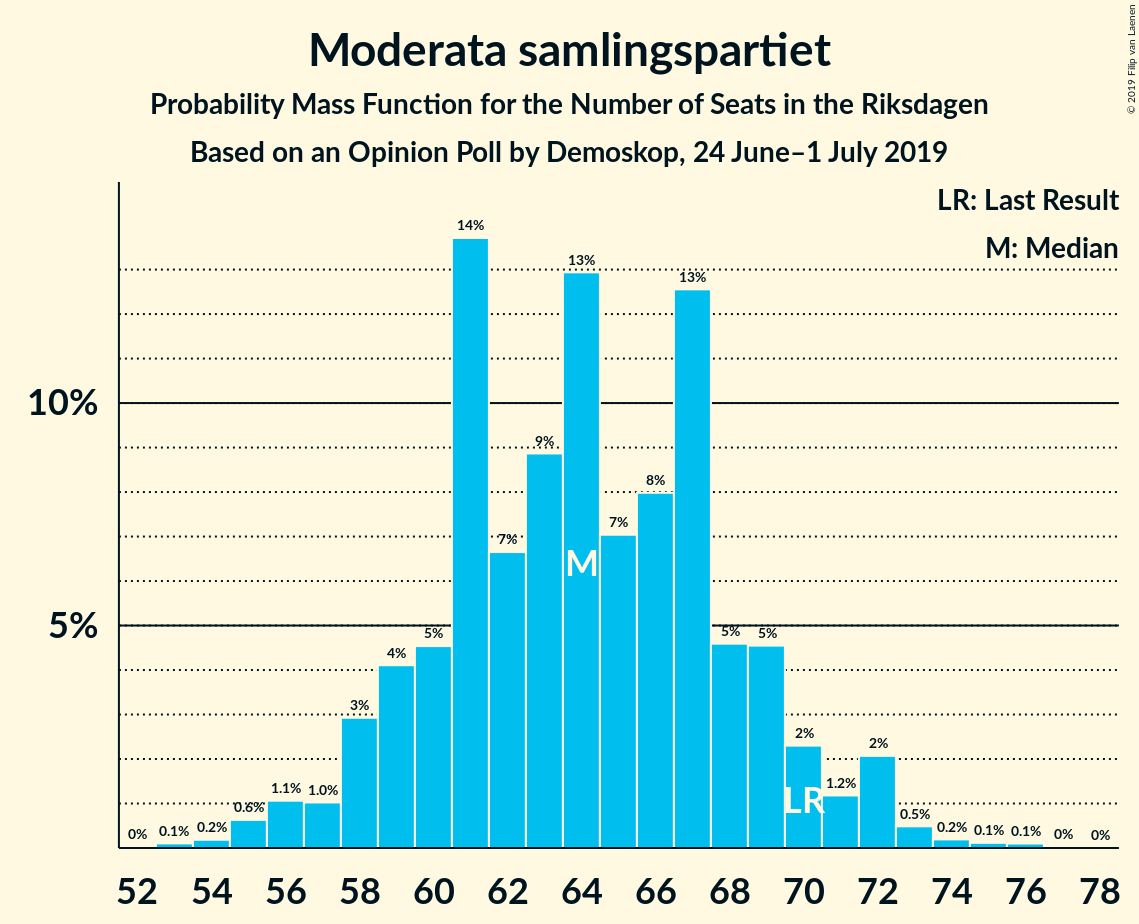 Moderata samlingspartiet
Probability Mass Function for the Number of Seats in the Riksdagen
Based on an Opinion Poll by Demoskop, 24 June–1 July 2019
© 2019 Filip van Laenen
LR: Last Result
M: Median
10%
5%
0% 0.1% 0.2% 0.6% 1.1% 1.0% 3% 4% 5% 14% 7% 9% 13% 7% 8% 13% 5% 5% 2% 1.2% 2% 0.5% 0.2% 0.1% 0.1% 0% 0%
M
LR
52 54 56 58 60 62 64 66 68 70 72 74 76 78